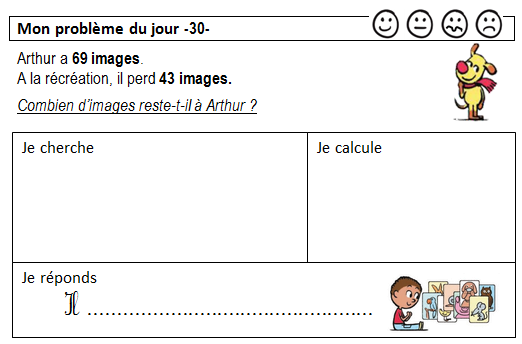 Mon problème du jour -30-
Arthur a 69 images.
A la récréation, il perd 43 images.
Combien d'images reste-t-il à Arthur ?
Je cherche
Je calcule
Je réponds
Il ................................................